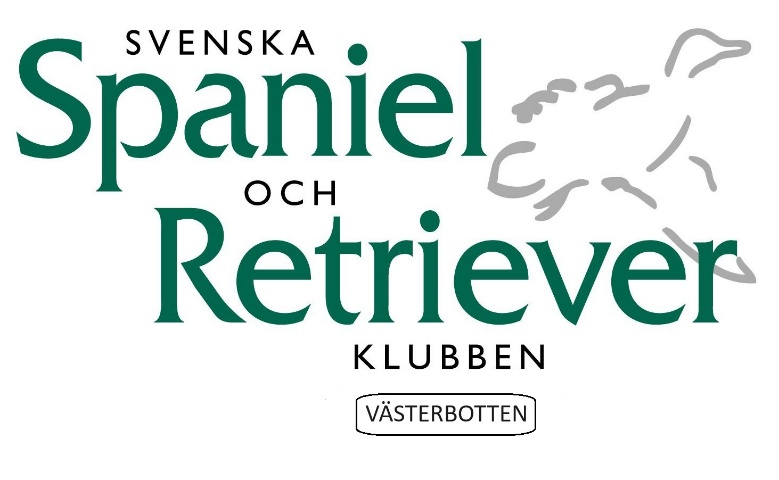 SVENSKA
Spaniel
OCH
Retriever
KLUBBEN
VÄSTERBOTTEN